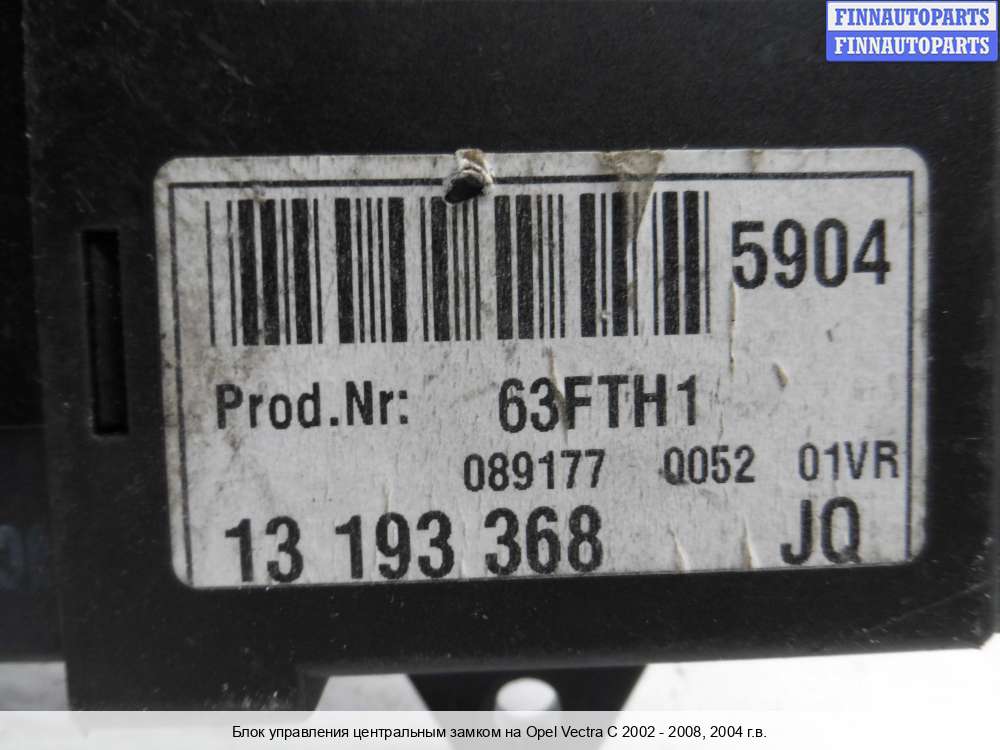 FINNAUTOPARTS
FINNAUTOPARTS
5904
Prod.Nr: 63FTH1
089177 Q052 01VR
13 193 368 JQ
Блок управления центральным замком на Opel Vectra C 2002 - 2008, 2004 г.в.